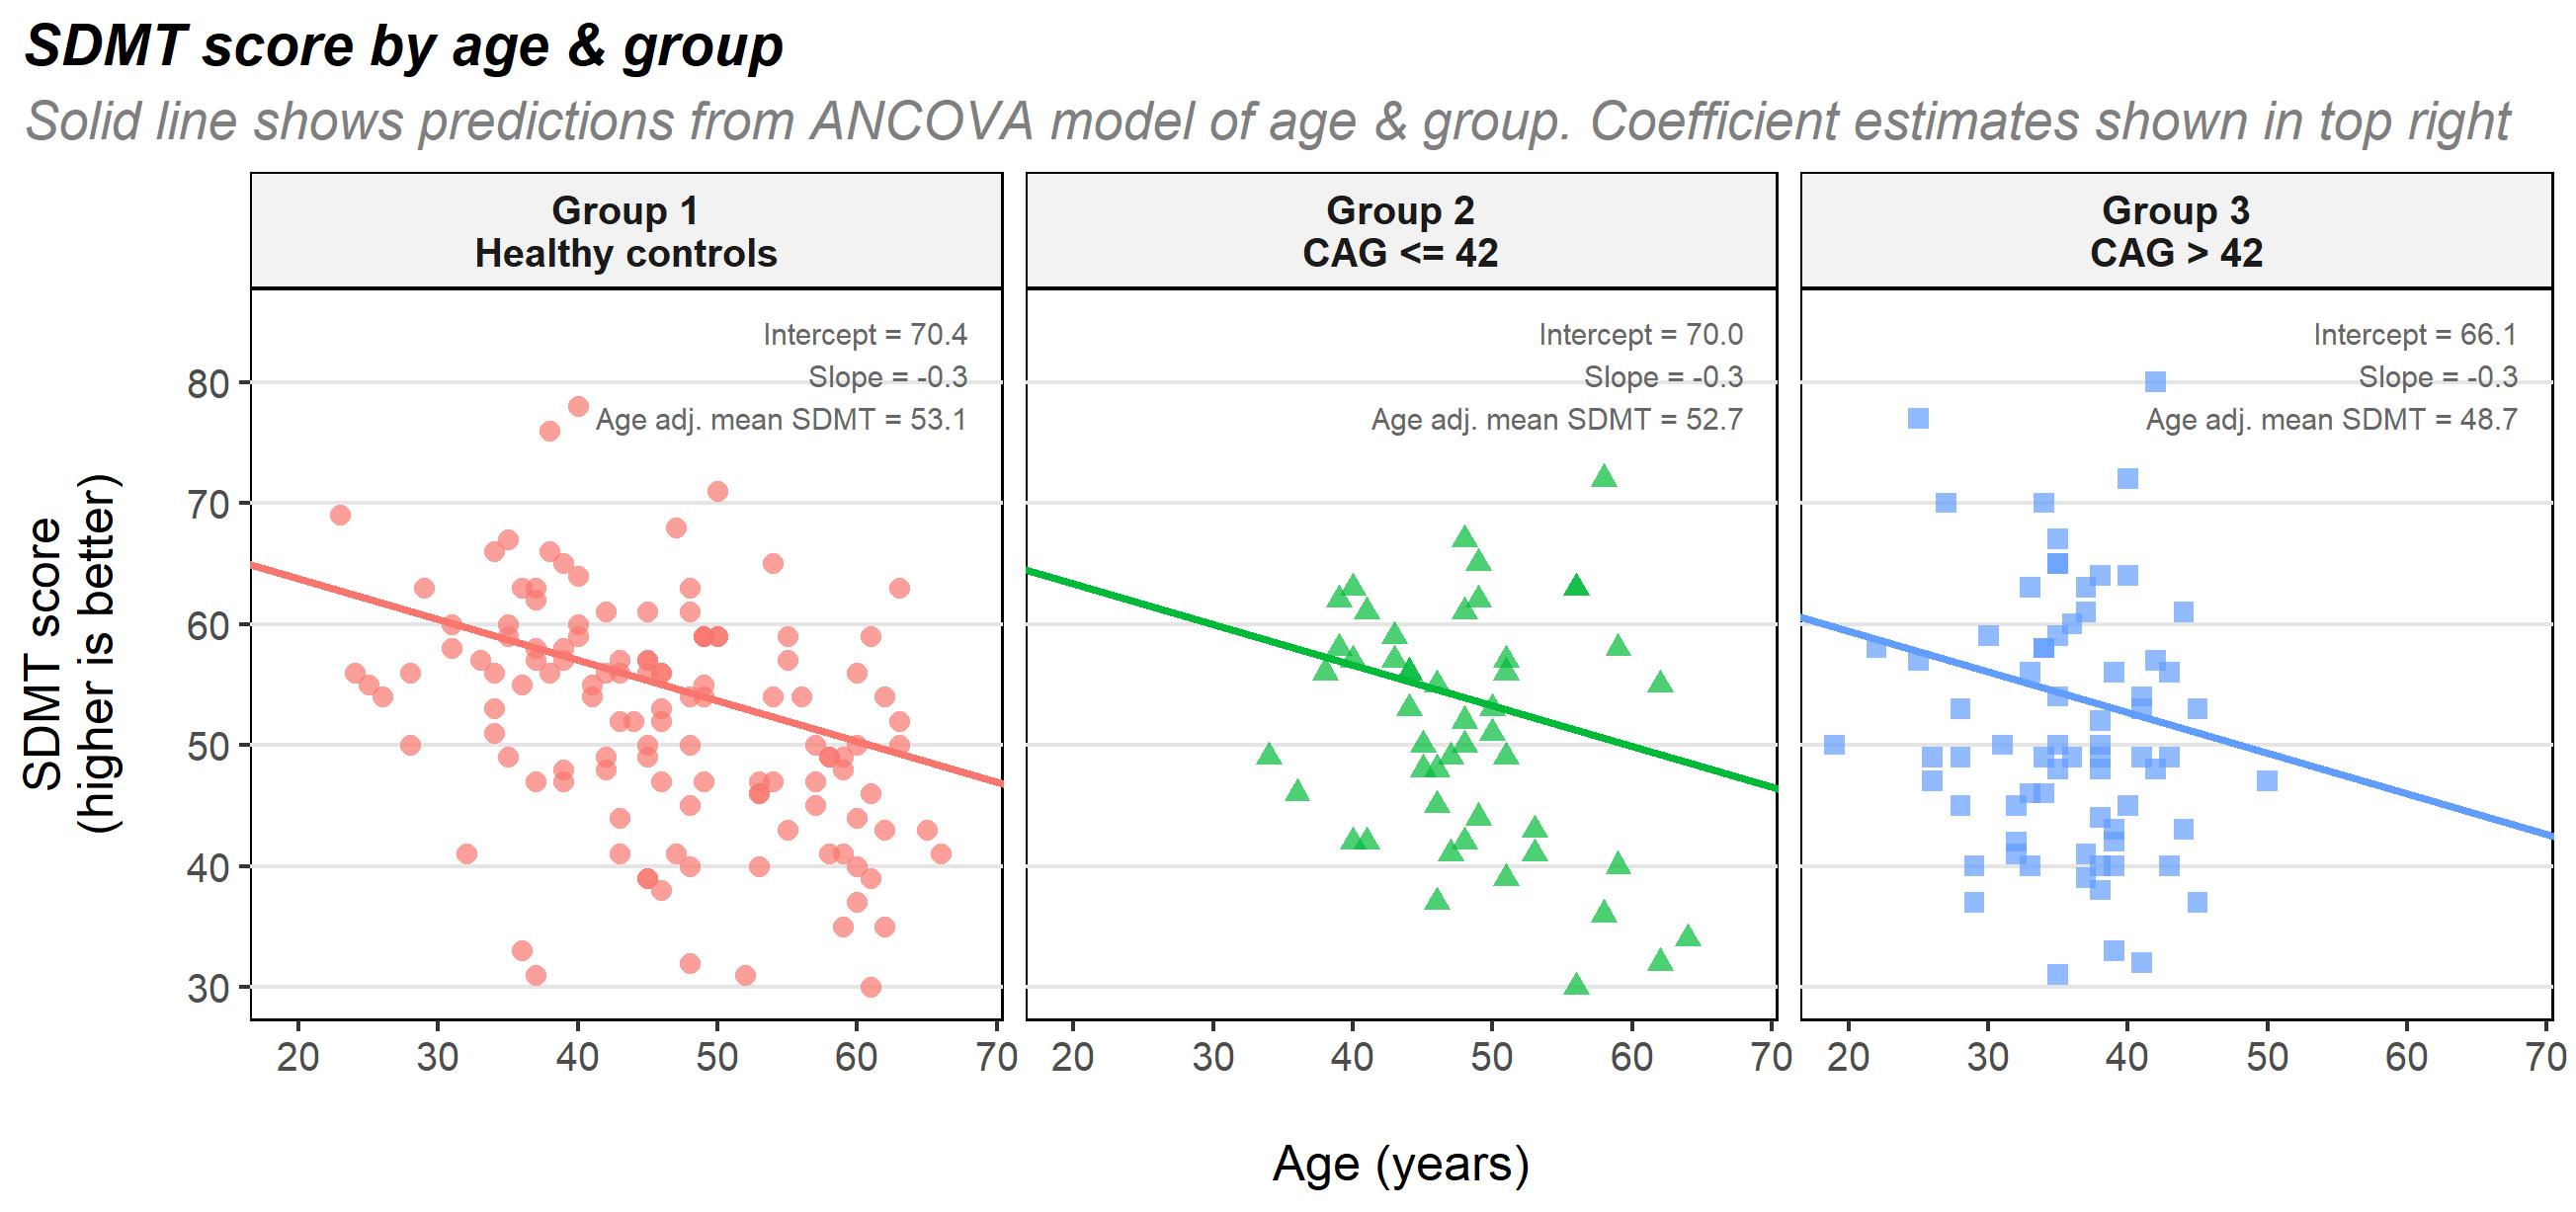 SDMT score by age & group
Solid line shows predictions from ANCOVA model of age & group. Coefficient estimates shown in top right
Group 1
Healthy controls
Group 2
CAG <= 42
Group 3
CAG > 42
Intercept = 70.4
Slope = -0.3
Age adj. mean SDMT = 53.1
Intercept = 70.0
Slope = -0.3
Age adj. mean SDMT = 52.7
Intercept = 66.1
Slope = -0.3
Age adj. mean SDMT = 48.7
SDMT score
(higher is better)
80
70
60
50
40
30
20 30 40 50 60 70
20 30 40 50 60 70
20 30 40 50 60 70
Age (years)